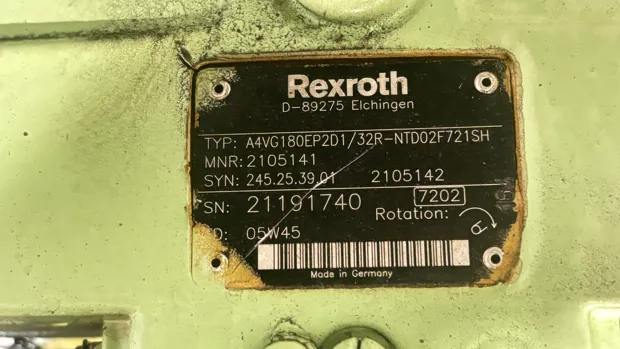 Rexroth
D-89275 Elchingen
TYP: A4VG180EP2D1/32R-NTD02F721SH
MNR: 2105141
SYN: 245.25.39.01 2105142
SN: 21191740 7202
Rotation:
D: 05W45
Made in Germany